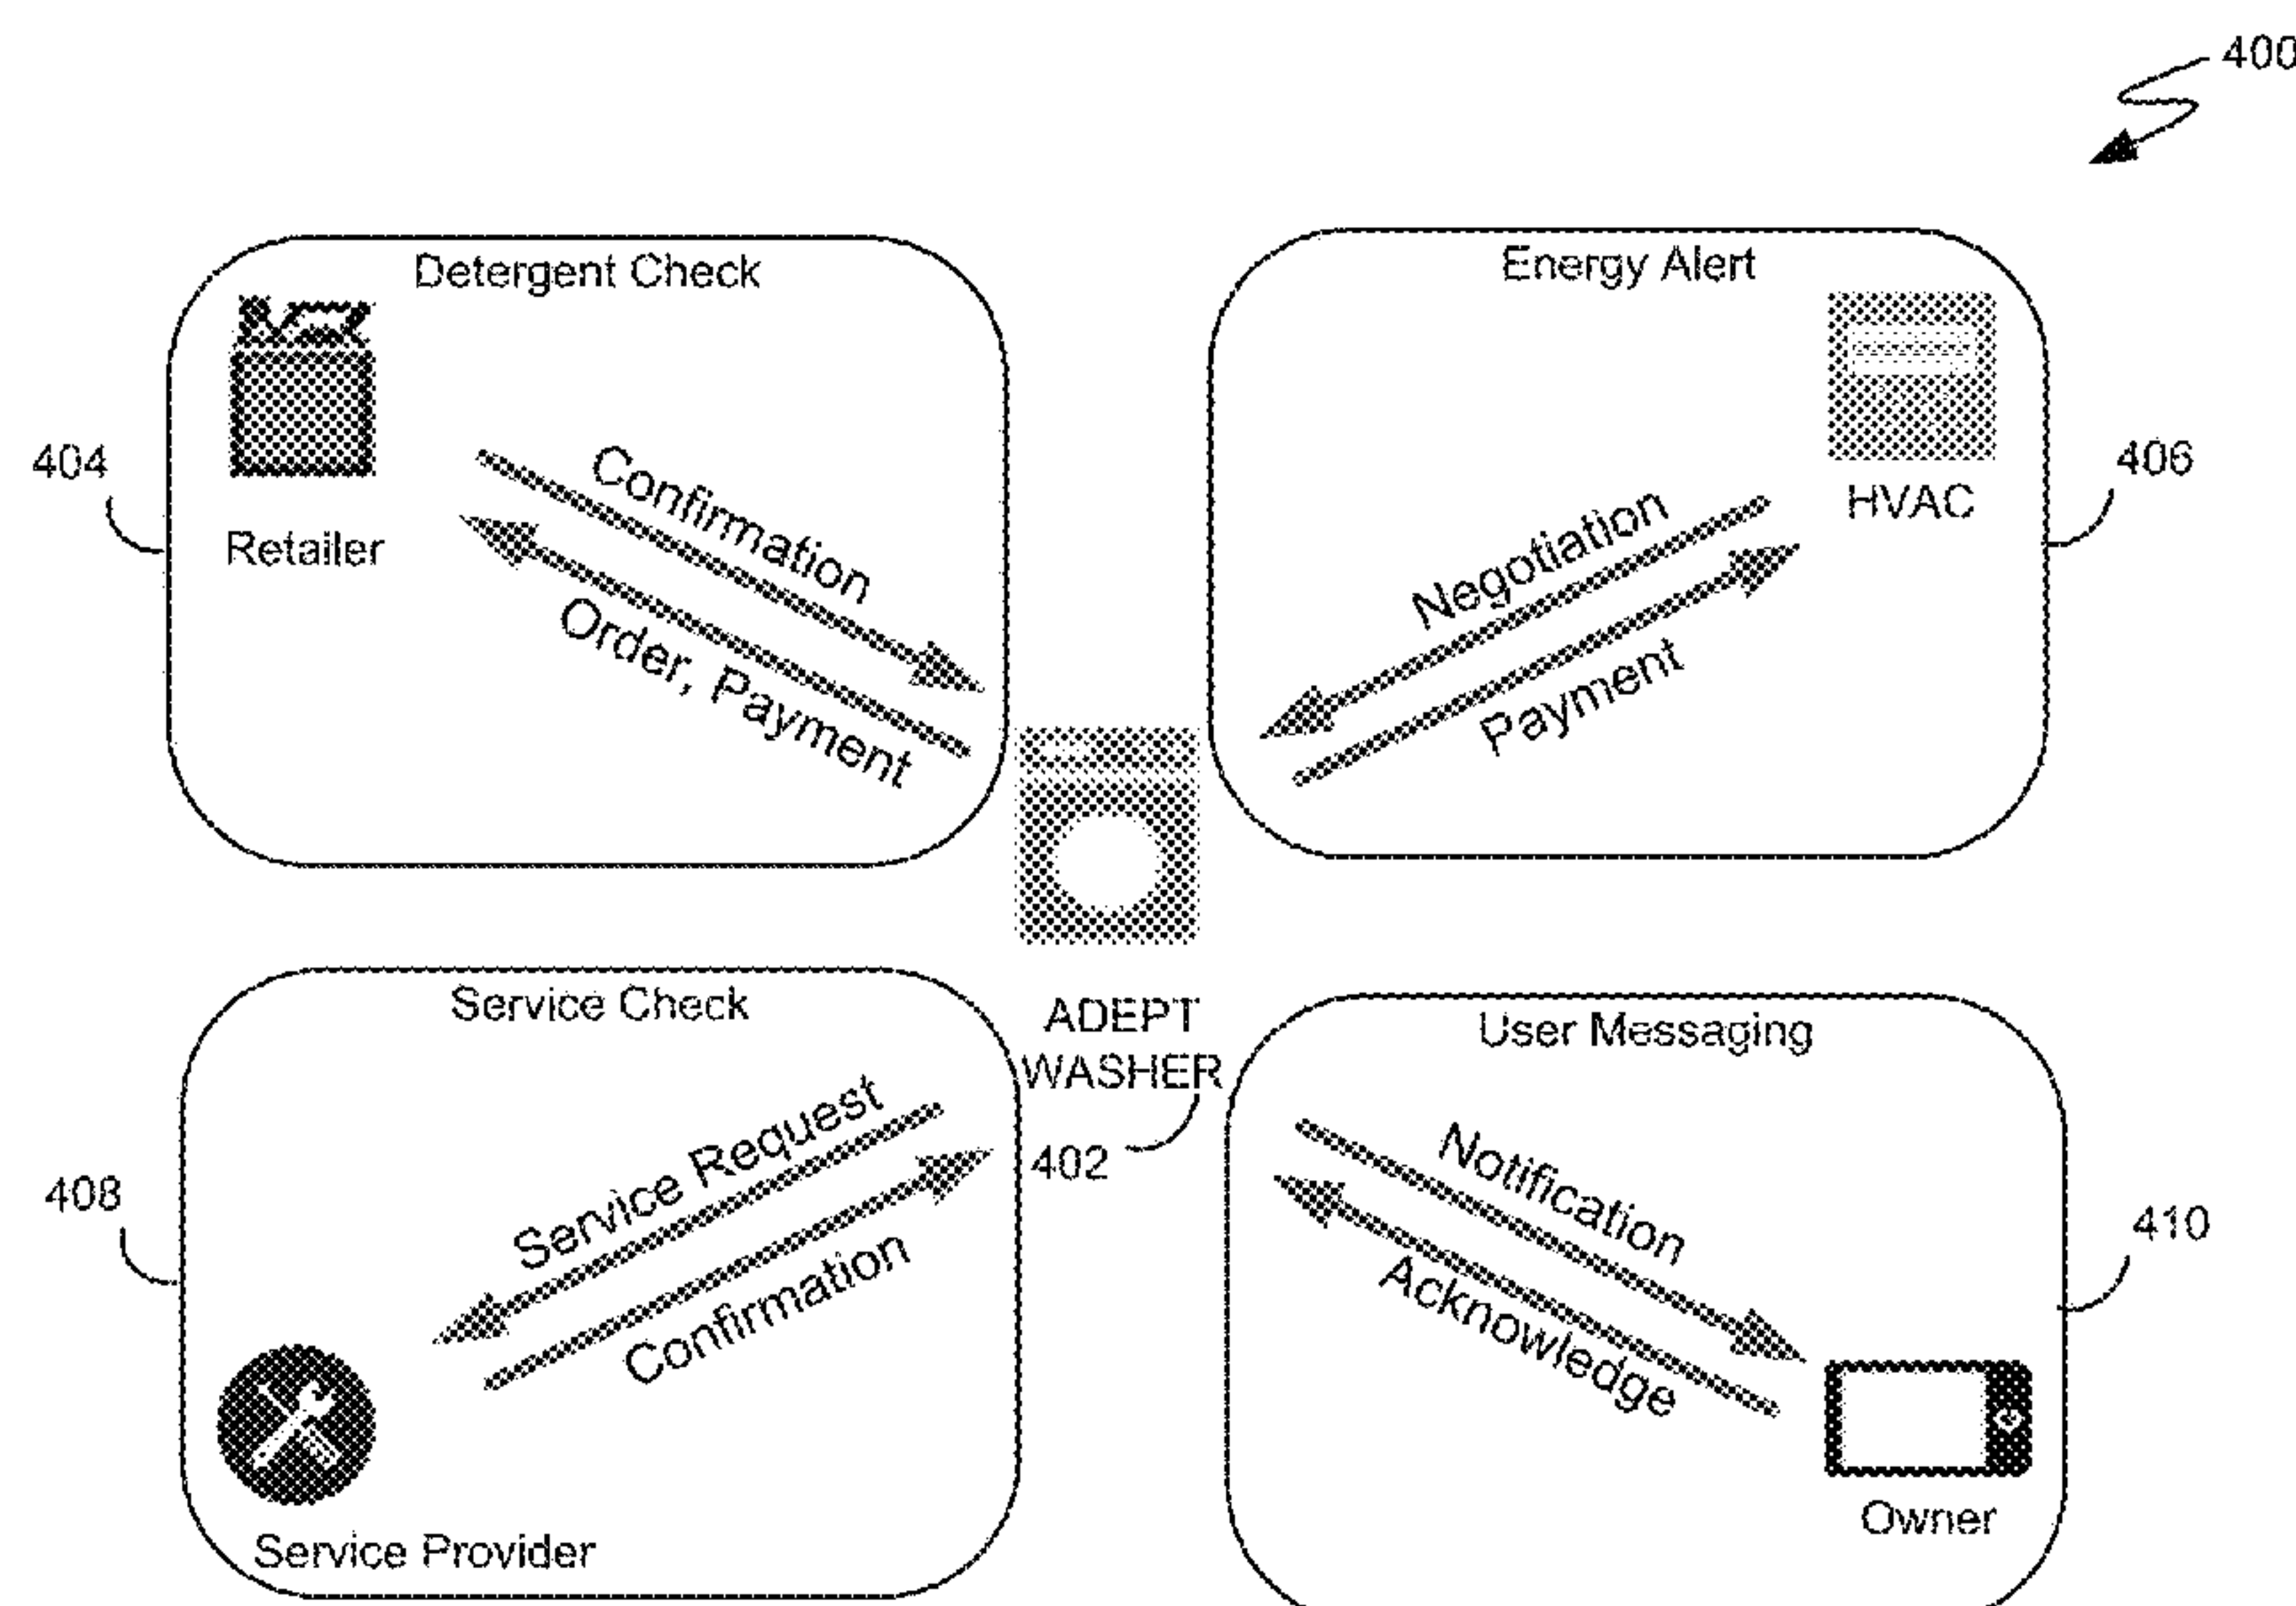 400
Detergent Check
Retailer
Confirmation
Order, Payment
404
Energy Alert
HVAC
Negotiation
Payment
406
ADEPT
WASHER
402
Service Check
Service Request
Confirmation
Service Provider
408
User Messaging
Notification
Acknowledge
Owner
410